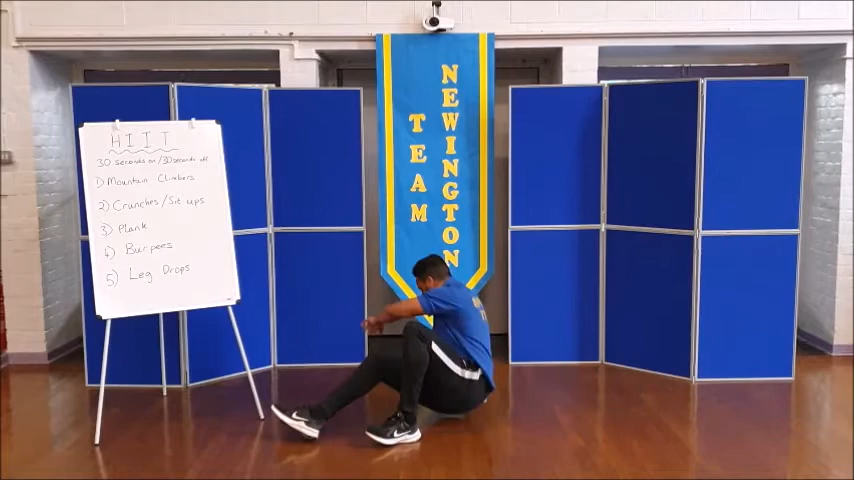 HIIT
30 seconds on/30 seconds off
1) Mountain Climbers
2) Crunches/Sit ups
3) Plank
4) Burpees
5) Leg Drops
TEAM
NEWINGTON